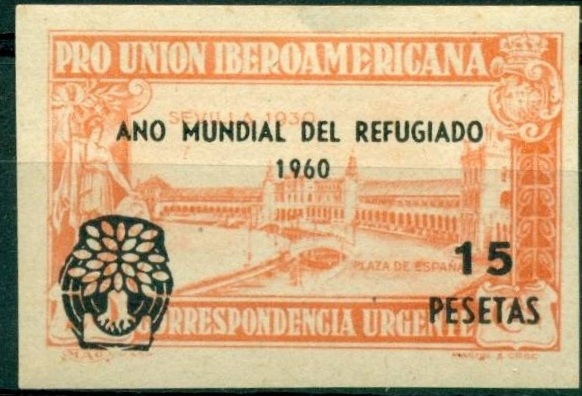 PRO UNION IBEROAMERICANA
SEVILLA 1930
ANO MUNDIAL DEL REFUGIADO
1960
PLAZA DE ESPAÑA
15
PESETAS
CORRESPONDENCIA URGENTE